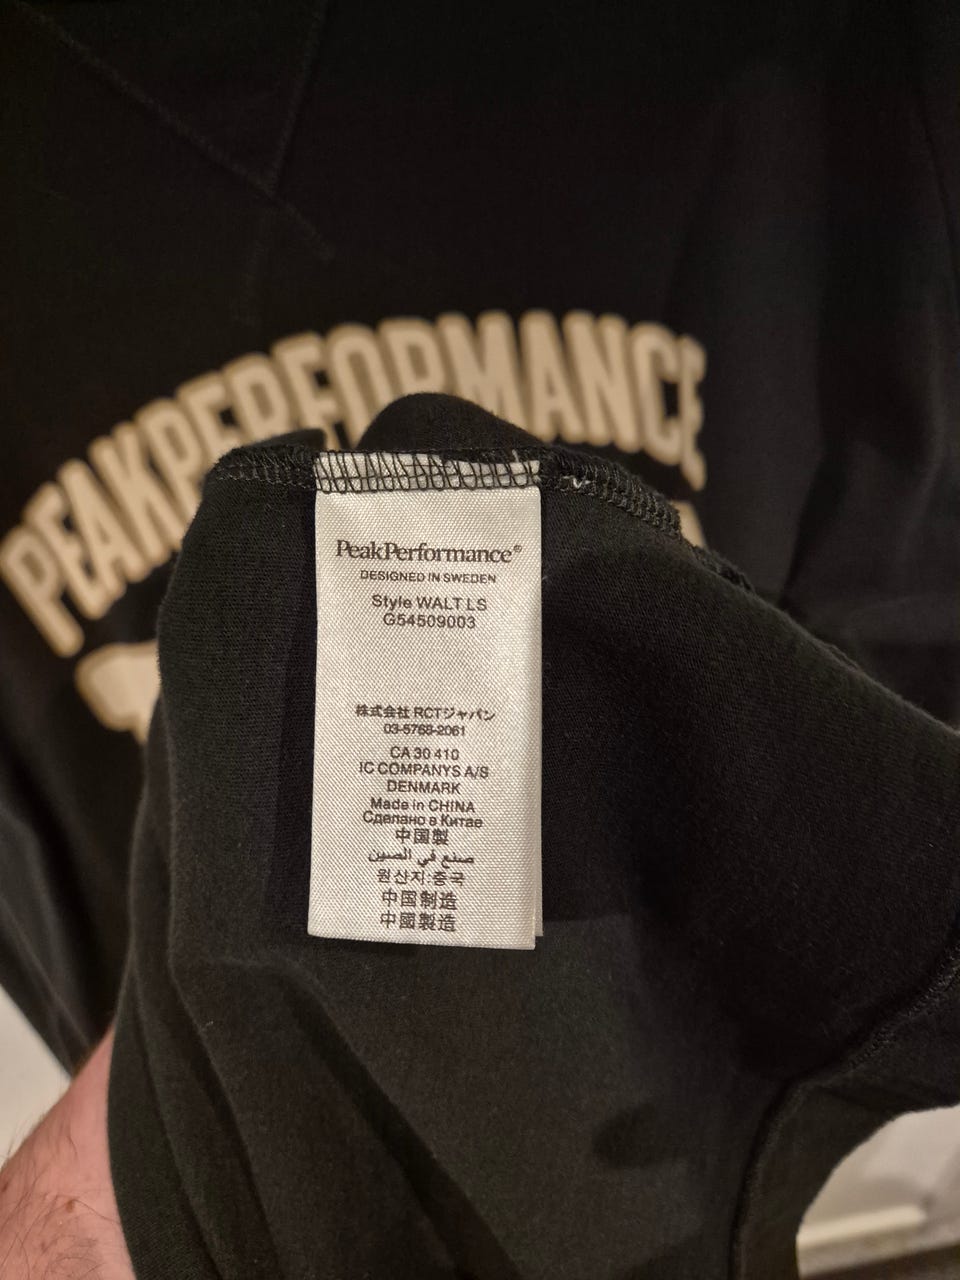 PEAKPERFORMANCE
PeakPerformance®
DESIGNED IN SWEDEN
Style WALT LS
G54509003
株式会社 RCTジャパン
03-5768-2061
CA 30 410
IC COMPANYS A/S
DENMARK
Made in CHINA
Сделано в Китае
中国製
صنع في الصين
원산지:중국
中国制造
中國製造